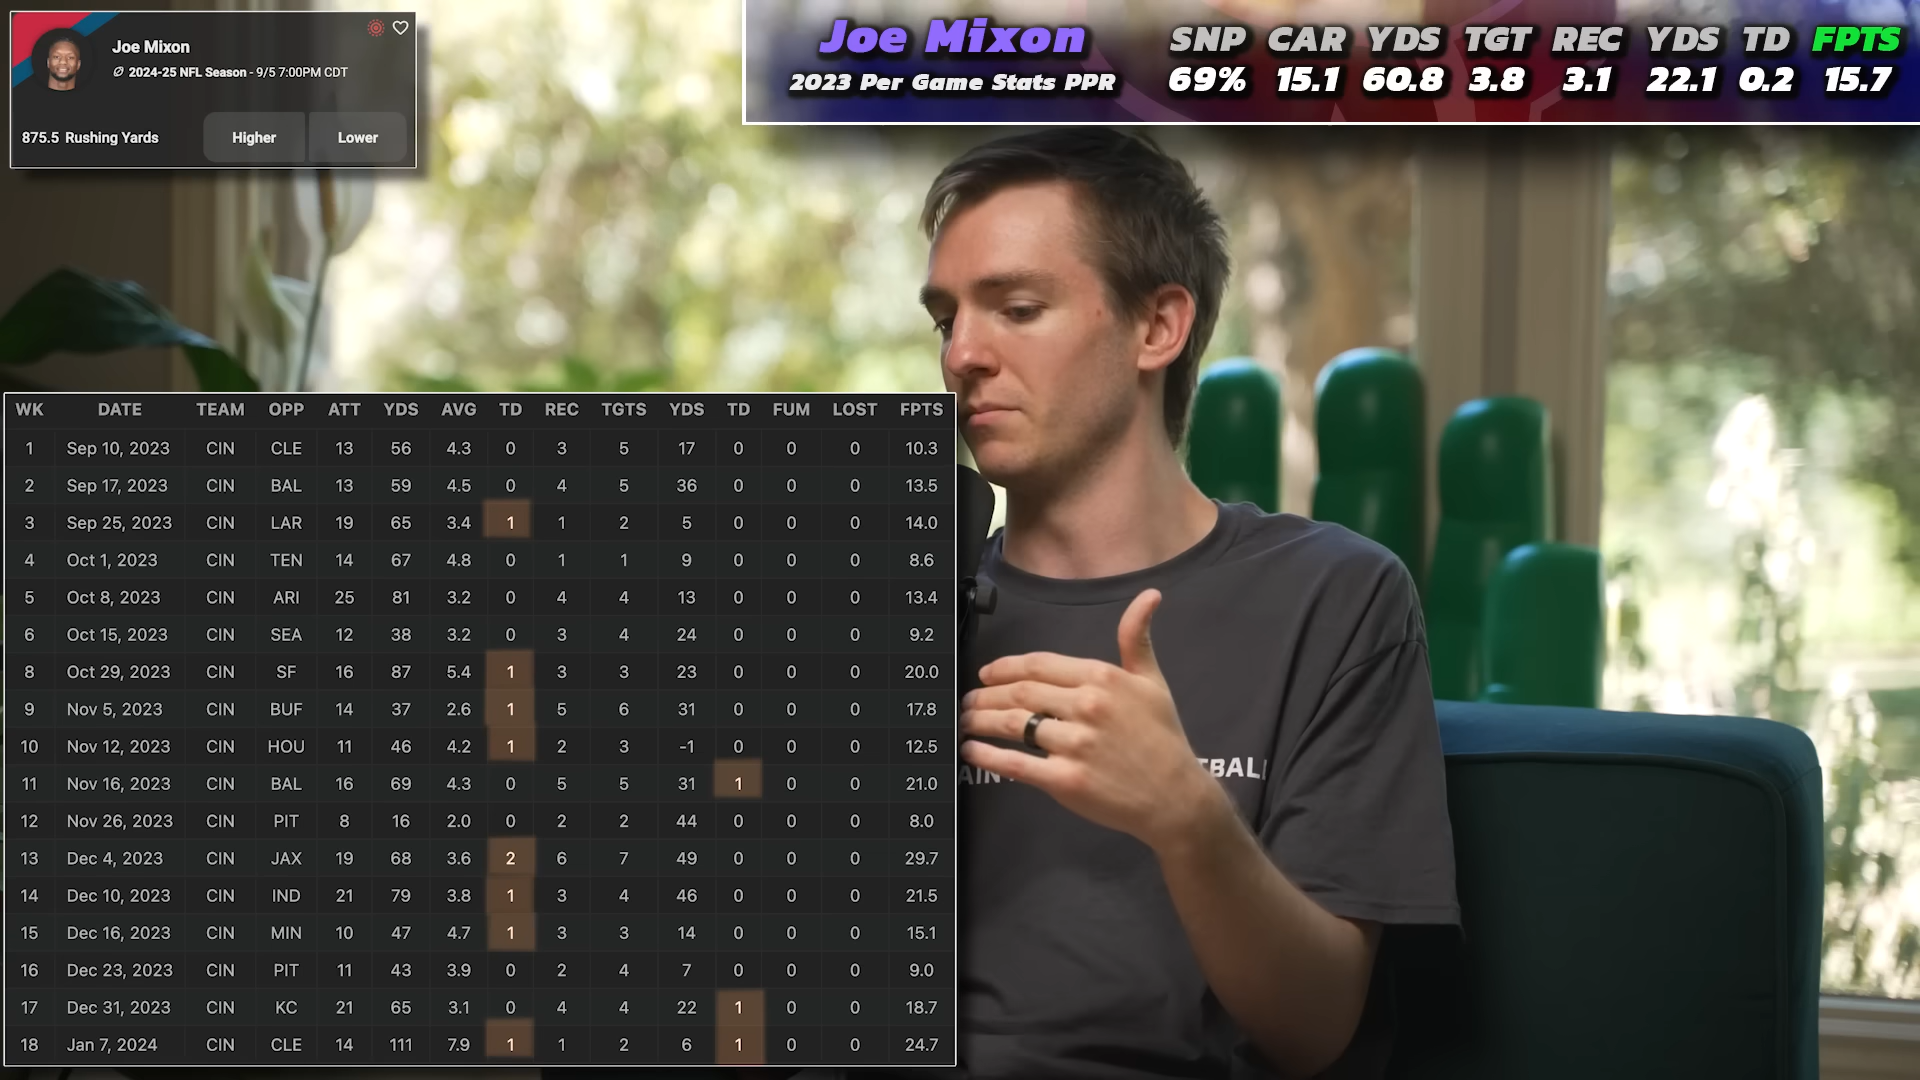 Joe Mixon
2024-25 NFL Season - 9/5 7:00PM CDT
875.5 Rushing Yards Higher Lower
Joe Mixon SNP CAR YDS TGT REC YDS TD FPTS
2023 Per Game Stats PPR 69% 15.1 60.8 3.8 3.1 22.1 0.2 15.7
WK DATE TEAM OPP ATT YDS AVG TD REC TGTS YDS TD FUM LOST FPTS
1 Sep 10, 2023 CIN CLE 13 56 4.3 0 3 5 17 0 0 0 10.3
2 Sep 17, 2023 CIN BAL 13 59 4.5 0 4 5 36 0 0 0 13.5
3 Sep 25, 2023 CIN LAR 19 65 3.4 1 1 2 5 0 0 0 14.0
4 Oct 1, 2023 CIN TEN 14 67 4.8 0 1 1 9 0 0 0 8.6
5 Oct 8, 2023 CIN ARI 25 81 3.2 0 4 4 13 0 0 0 13.4
6 Oct 15, 2023 CIN SEA 12 38 3.2 0 3 4 24 0 0 0 9.2
8 Oct 29, 2023 CIN SF 16 87 5.4 1 3 3 23 0 0 0 20.0
9 Nov 5, 2023 CIN BUF 14 37 2.6 1 5 6 31 0 0 0 17.8
10 Nov 12, 2023 CIN HOU 11 46 4.2 1 2 3 -1 0 0 0 12.5
11 Nov 16, 2023 CIN BAL 16 69 4.3 0 5 5 31 1 0 0 21.0
12 Nov 26, 2023 CIN PIT 8 16 2.0 0 2 2 44 0 0 0 8.0
13 Dec 4, 2023 CIN JAX 19 68 3.6 2 6 7 49 0 0 0 29.7
14 Dec 10, 2023 CIN IND 21 79 3.8 1 3 4 46 0 0 0 21.5
15 Dec 16, 2023 CIN MIN 10 47 4.7 1 3 3 14 0 0 0 15.1
16 Dec 23, 2023 CIN PIT 11 43 3.9 0 2 4 7 0 0 0 9.0
17 Dec 31, 2023 CIN KC 21 65 3.1 0 4 4 22 1 0 0 18.7
18 Jan 7, 2024 CIN CLE 14 111 7.9 1 1 2 6 1 0 0 24.7